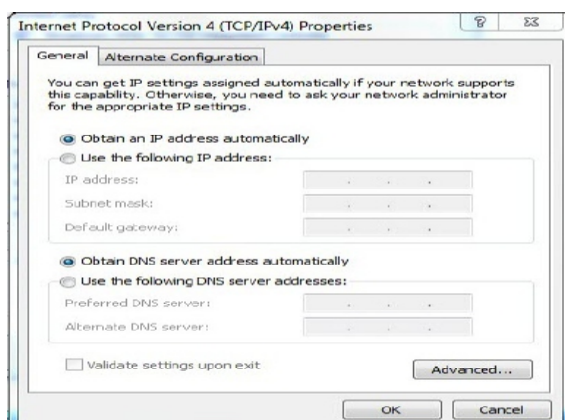 Internet Protocol Version 4 (TCP/IPv4) Properties
General
Alternate Configuration
You can get IP settings assigned automatically if your network supports
this capability. Otherwise, you need to ask your network administrator
for the appropriate IP settings.
Obtain an IP address automatically
Use the following IP address:
IP address:
Subnet mask:
Default gateway:
Obtain DNS server address automatically
Use the following DNS server addresses:
Preferred DNS server:
Alternate DNS server:
Validate settings upon exit
Advanced...
OK
Cancel